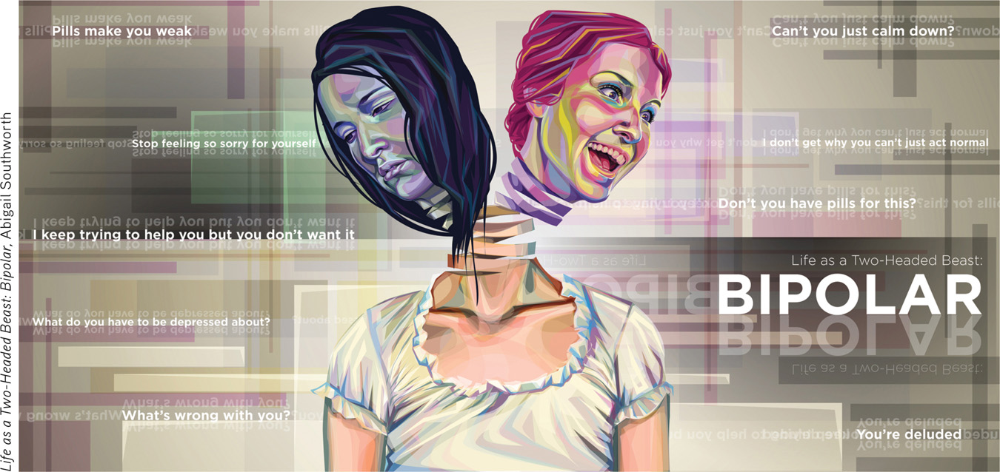 Life as a Two-Headed Beast: Bipolar, Abigail Southworth
Pills make you weak
Can't you just calm down?
Stop feeling so sorry for yourself
I don't get why you can't just act normal
Don't you have pills for this?
I keep trying to help you but you don't want it
Life as a Two-Headed Beast:
BIPOLAR
What do you have to be depressed about?
What's wrong with you?
You're deluded